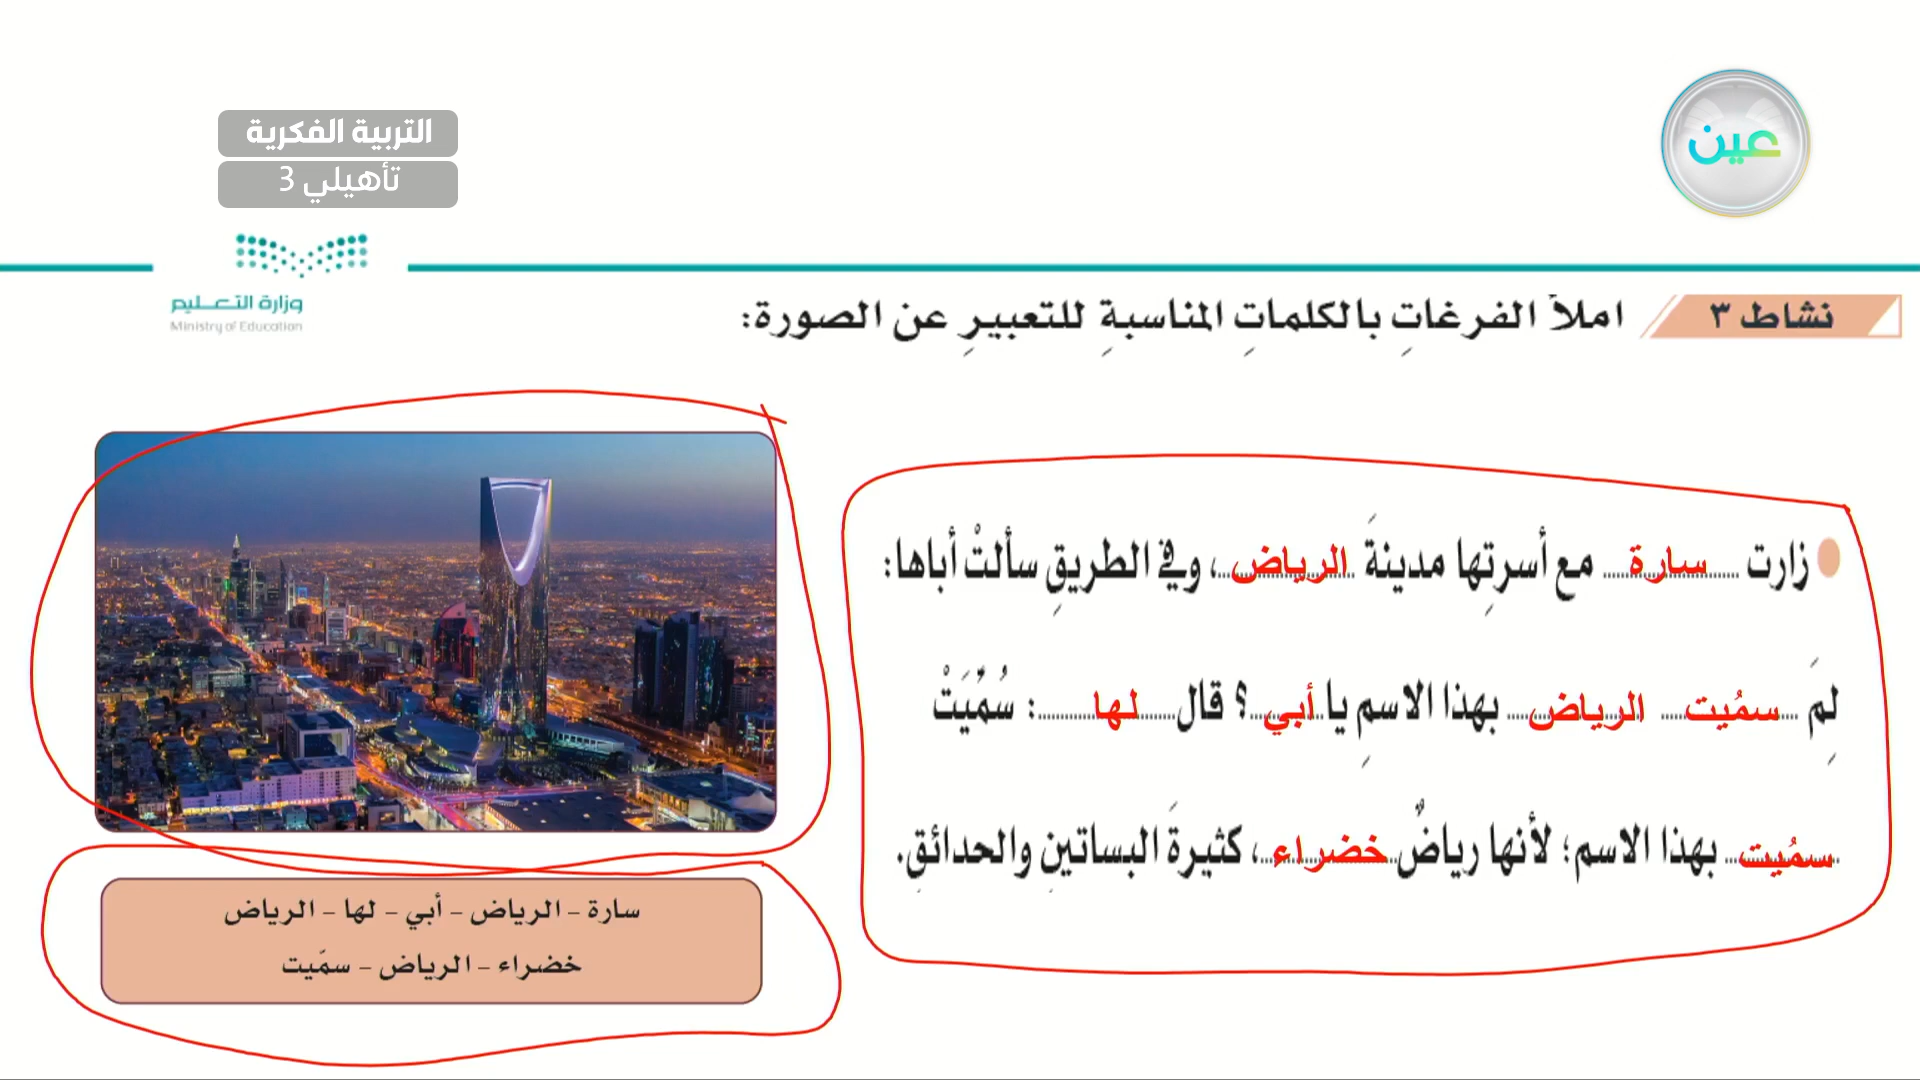 عين
التربية الفكرية
تأهيلي 3
وزارة التعليم
Ministry of Education
نشاط ٣ املأ الفرغاتِ بالكلماتِ المناسبةِ للتعبيرِ عن الصورة:
زارت سارة مع أسرتِها مدينةَ الرياض، وفي الطريقِ سألتْ أباها:
لِمَ سمُيت الرياض بهذا الاسمِ يا أبي؟ قال لها: سُمِّيَتْ
سمُيت بهذا الاسم؛ لأنها رياضٌ خضراء، كثيرةَ البساتينِ والحدائقِ.
سارة – الرياض – أبي – لها – الرياض
خضراء – الرياض – سمّيت